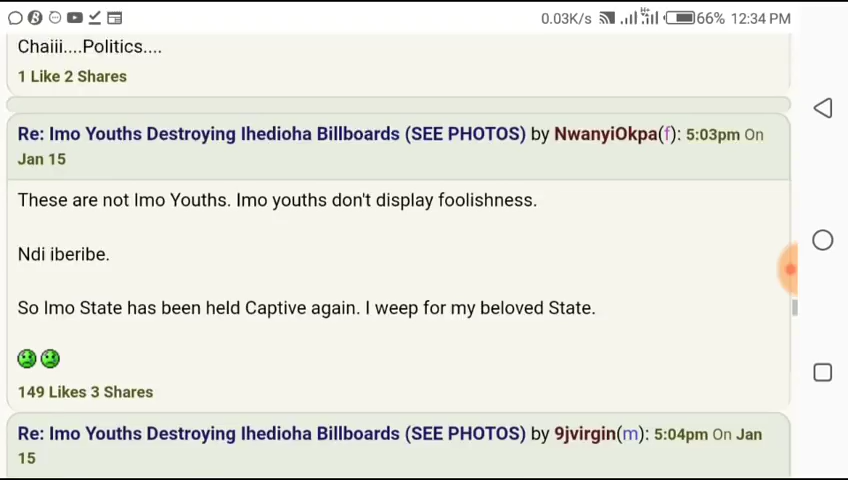 0.03K/s 66% 12:34 PM
Chaiii....Politics....
1 Like 2 Shares
Re: Imo Youths Destroying Ihedioha Billboards (SEE PHOTOS) by NwanyiOkpa(f): 5:03pm On
Jan 15
These are not Imo Youths. Imo youths don't display foolishness.
Ndi iberibe.
So Imo State has been held Captive again. I weep for my beloved State.
149 Likes 3 Shares
Re: Imo Youths Destroying Ihedioha Billboards (SEE PHOTOS) by 9jvirgin(m): 5:04pm On Jan
15